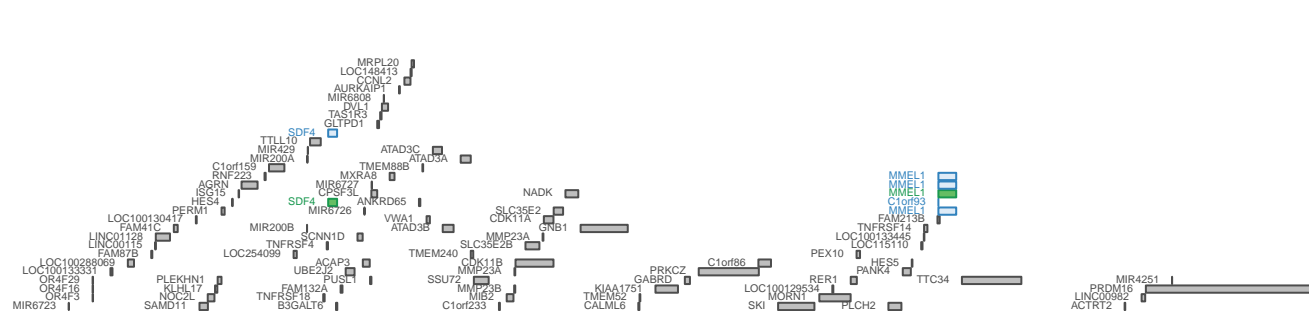 MRPL20
LOC148413
CCNL2
AURKAIP1
MIR6808
DVL1
TAS1R3
GLTPD1
SDF4
TTLL10
MIR429 ATAD3C
MIR200A ATAD3A
C1orf159 TMEM88B
RNF223 MXRA8 MMEL1
AGRN MIR6727 MMEL1
ISG15 CPSF3L NADK MMEL1
HES4 SDF4 ANKRD65 C1orf93
PERM1 MIR6726 SLC35E2 MMEL1
LOC100130417 VWA1 CDK11A FAM213B
FAM41C MIR200B ATAD3B GNB1 TNFRSF14
LINC01128 SCNN1D MMP23A LOC100133445
LINC00115 TNFRSF4 SLC35E2B LOC115110
FAM87B LOC254099 TMEM240 PEX10
LOC100288069 ACAP3 CDK11B C1orf86 HES5
LOC100133331 UBE2J2 MMP23A PRKCZ PANK4
OR4F29 PLEKHN1 PUSL1 SSU72 GABRD RER1 TTC34 MIR4251
OR4F16 KLHL17 FAM132A MMP23B KIAA1751 LOC100129534 PRDM16
OR4F3 NOC2L TNFRSF18 MIB2 TMEM52 MORN1 LINC00982
MIR6723 SAMD11 B3GALT6 C1orf233 CALML6 SKI PLCH2 ACTRT2